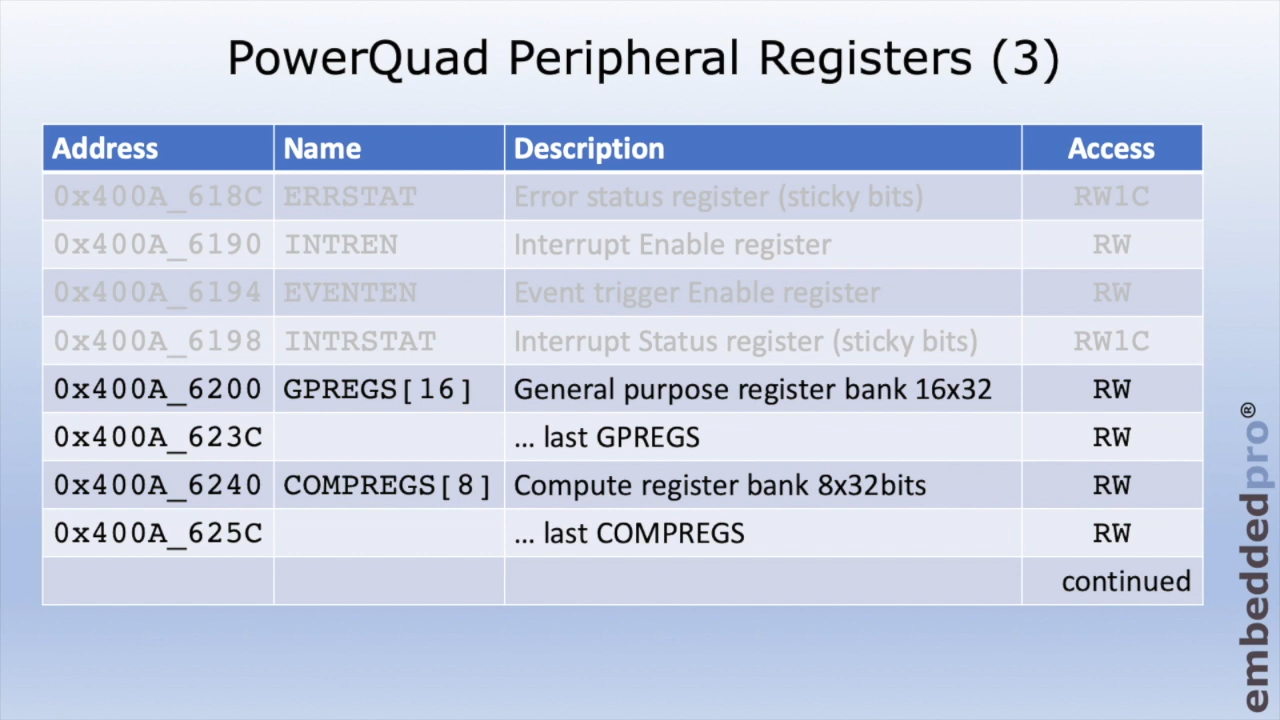 PowerQuad Peripheral Registers (3)
Address Name Description Access
0x400A_618C ERRSTAT Error status register (sticky bits) RW1C
0x400A_6190 INTREN Interrupt Enable register RW
0x400A_6194 EVENTEN Event trigger Enable register RW
0x400A_6198 INTRSTAT Interrupt Status register (sticky bits) RW1C
0x400A_6200 GPREGS[16] General purpose register bank 16x32 RW
0x400A_623C ... last GPREGS RW
0x400A_6240 COMPREGS[8] Compute register bank 8x32bits RW
0x400A_625C ... last COMPREGS RW
continued
embeddedpro®